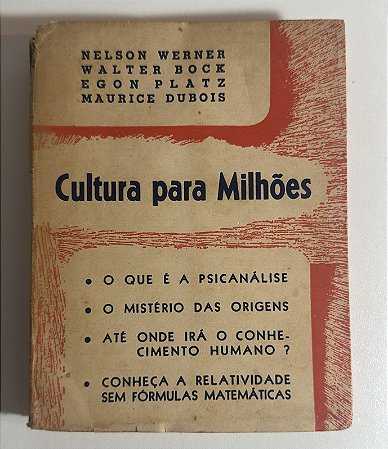 NELSON WERNER
WALTER BOCK
EGON PLATZ
MAURICE DUBOIS
Cultura para Milhões
• O QUE É A PSICANÁLISE
• O MISTÉRIO DAS ORIGENS
• ATÉ ONDE IRÁ O CONHE-
CIMENTO HUMANO ?
• CONHEÇA A RELATIVIDADE
SEM FÓRMULAS MATEMÁTICAS